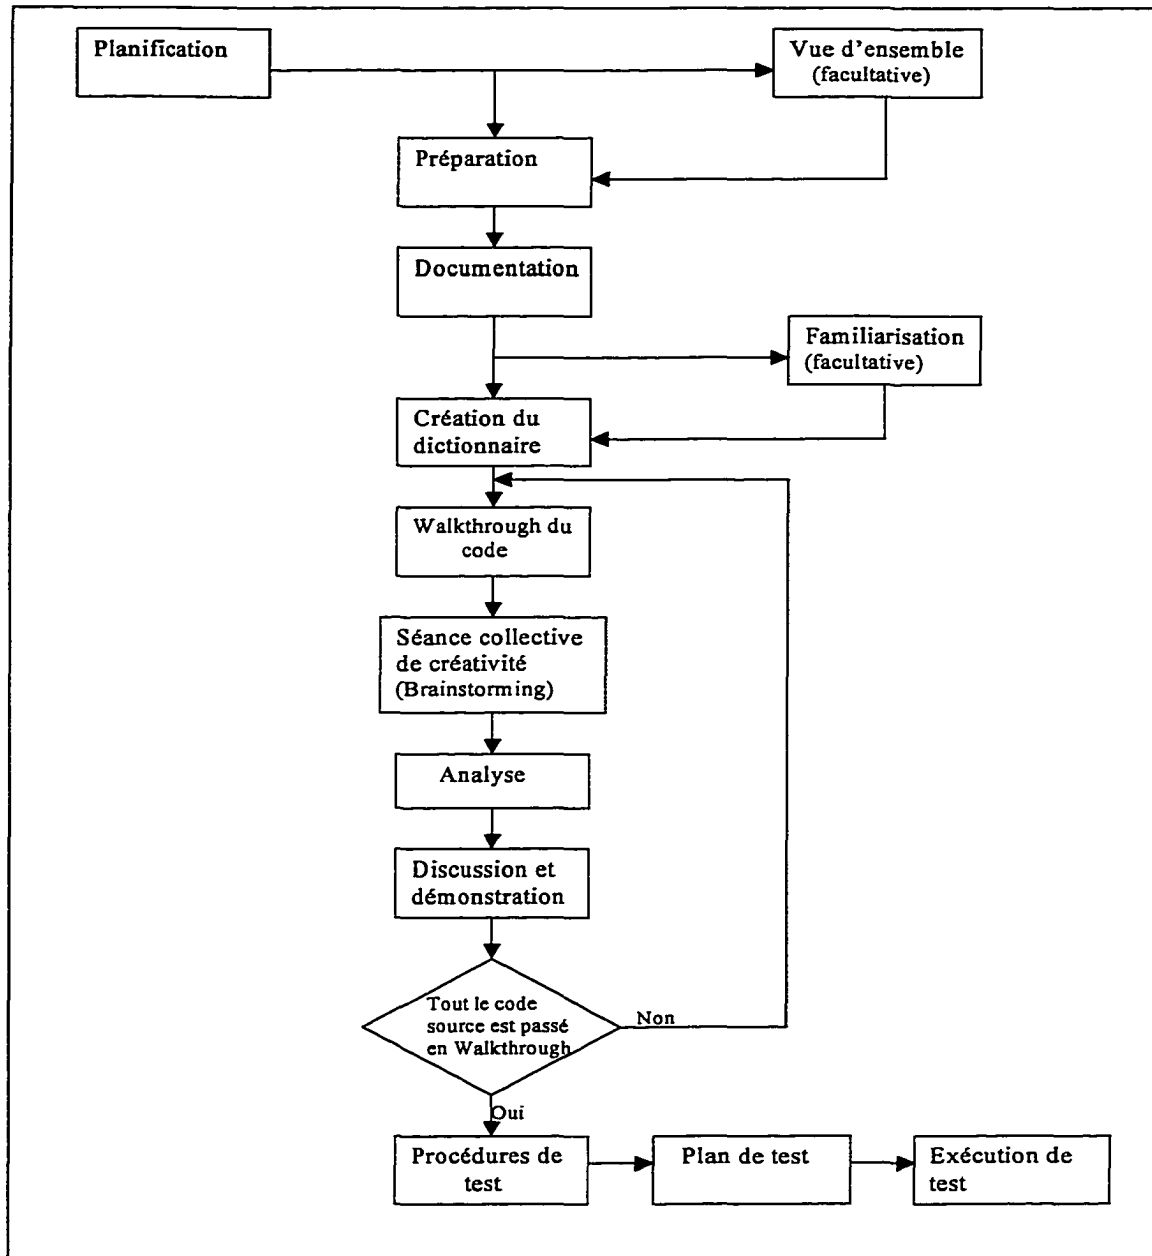 Planification
Vue d'ensemble
(facultative)
Préparation
Documentation
Familiarisation
(facultative)
Création du
dictionnaire
Walkthrough du
code
Séance collective
de créativité
(Brainstorming)
Analyse
Discussion et
démonstration
Tout le code
source est passé
en Walkthrough
Non
Oui
Procédures de
test
Plan de test
Exécution de
test